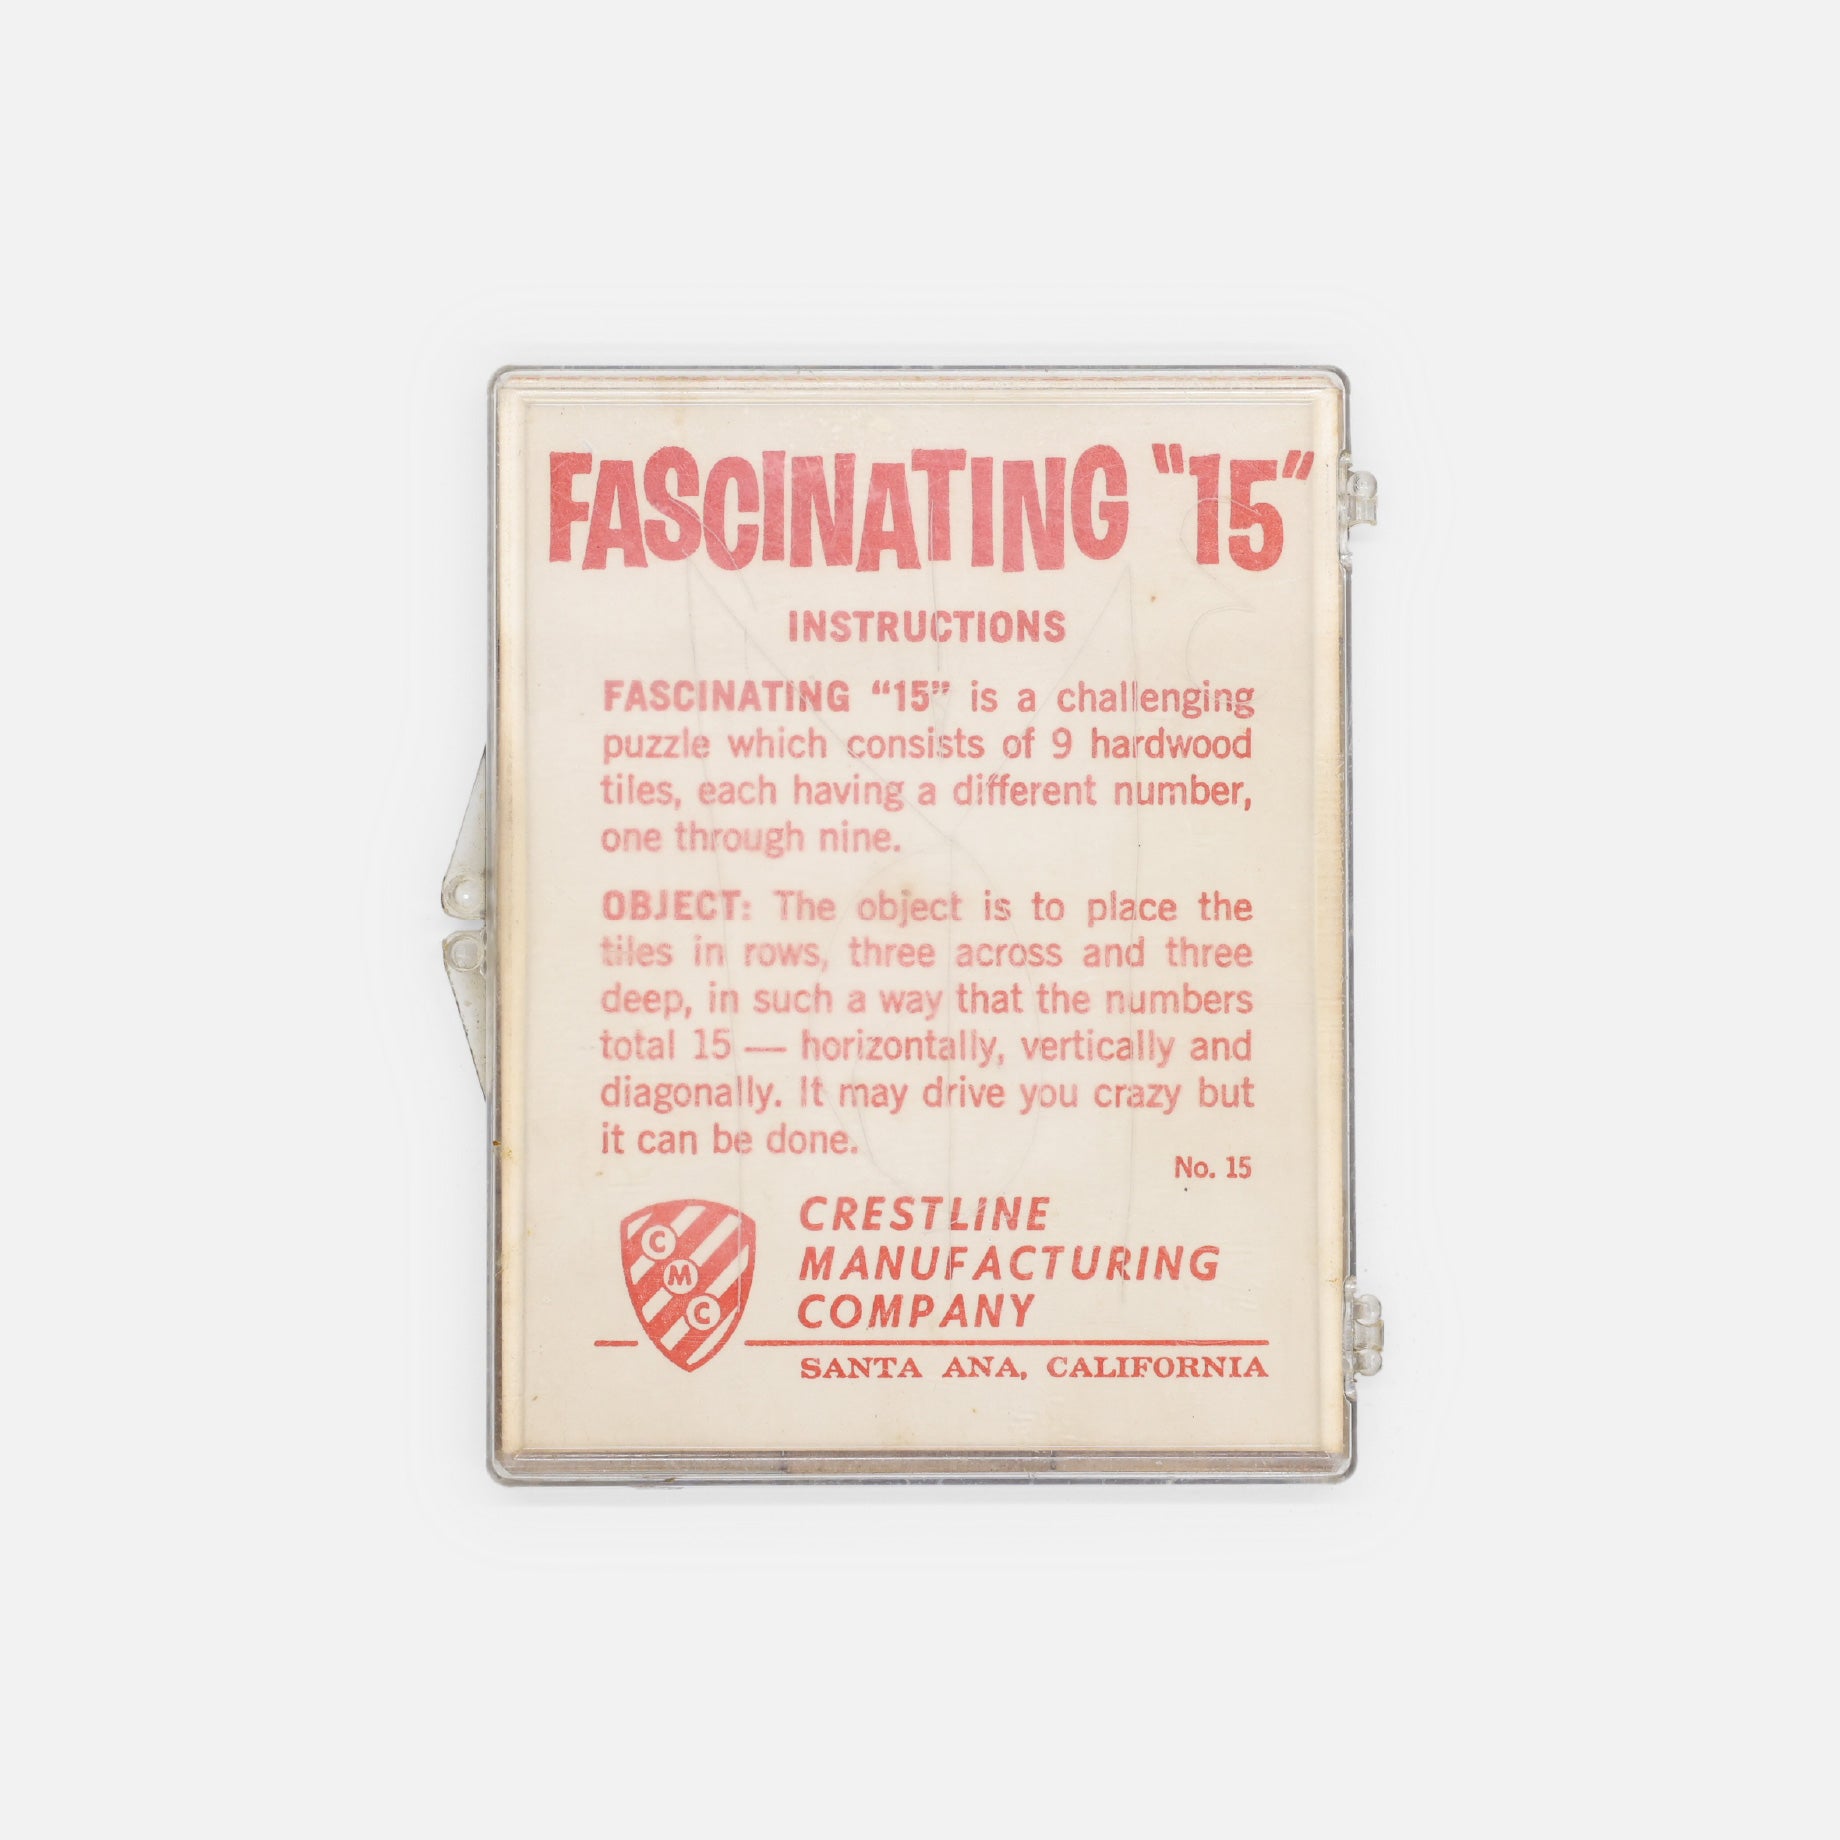 FASCINATING "15"
INSTRUCTIONS
FASCINATING “15” is a challenging
puzzle which consists of 9 hardwood
tiles, each having a different number,
one through nine.
OBJECT: The object is to place the
tiles in rows, three across and three
deep, in such a way that the numbers
total 15 — horizontally, vertically and
diagonally. It may drive you crazy but
it can be done.
No. 15
C
M
C
CRESTLINE
MANUFACTURING
COMPANY
SANTA ANA, CALIFORNIA